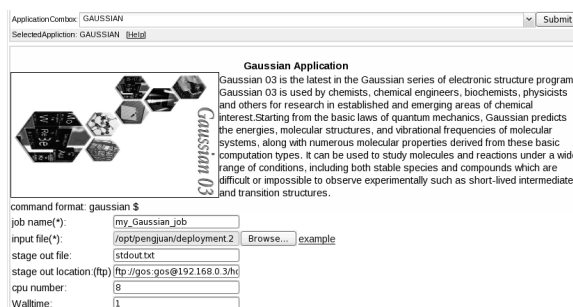 ApplicationCombox: GAUSSIAN Submit
SelectedAppliction: GAUSSIAN [Help]
Gaussian Application
Gaussian 03 is the latest in the Gaussian series of electronic structure program
Gaussian 03 is used by chemists, chemical engineers, biochemists, physicists
and others for research in established and emerging areas of chemical
interest.Starting from the basic laws of quantum mechanics, Gaussian predicts
the energies, molecular structures, and vibrational frequencies of molecular
systems, along with numerous molecular properties derived from these basic
computation types. It can be used to study molecules and reactions under a wid
range of conditions, including both stable species and compounds which are
difficult or impossible to observe experimentally such as short-lived intermediate
and transition structures.
Gaussian 03
command format: gaussian $
job name(*): my_Gaussian_job
input file(*): /opt/pengjuan/deployment.2 Browse... example
stage out file: stdout.txt
stage out location:(ftp) ftp://gos:gos@192.168.0.3/hc
cpu number: 8
Walltime: 1